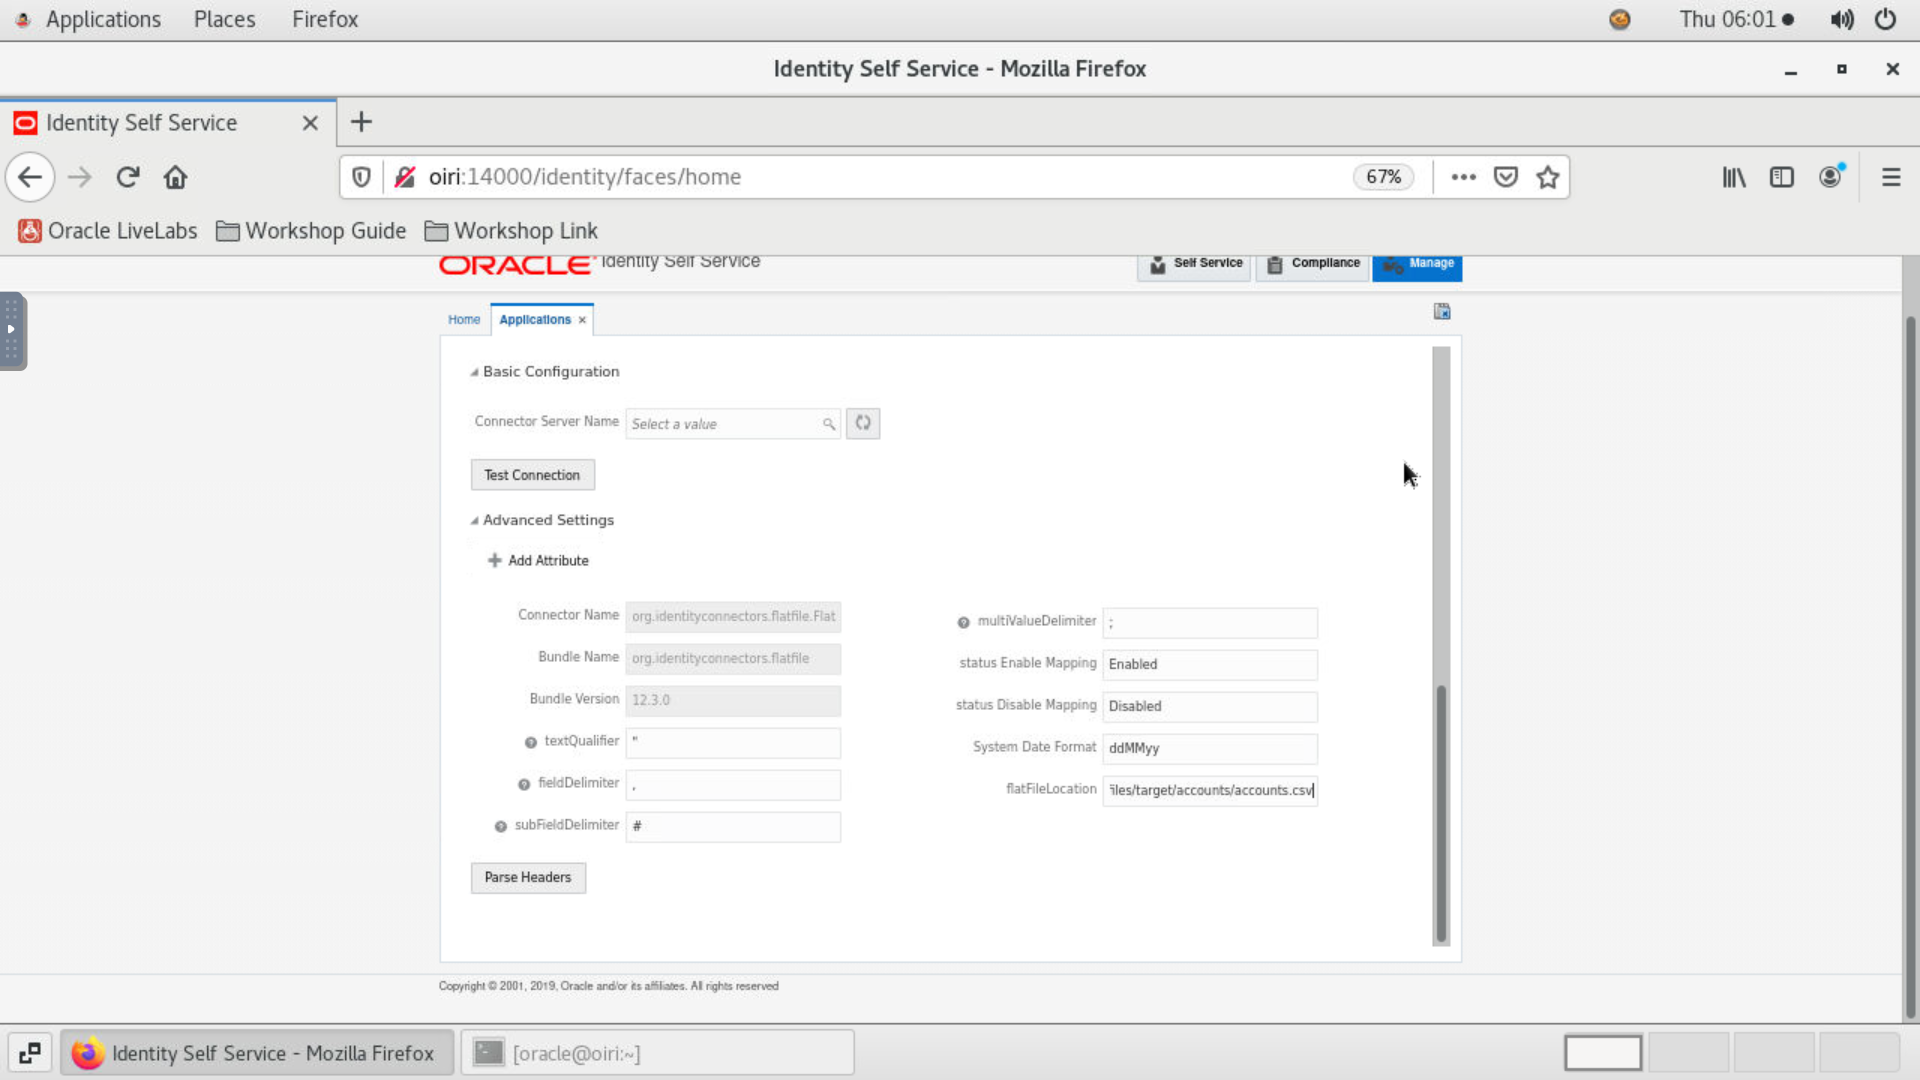 Applications Places Firefox Thu 06:01
Identity Self Service - Mozilla Firefox
Identity Self Service
oiri:14000/identity/faces/home 67%
Oracle LiveLabs Workshop Guide Workshop Link
ORACLE Identity Self Service Self Service Compliance Manage
Home Applications
Basic Configuration
Connector Server Name Select a value
Test Connection
Advanced Settings
Add Attribute
Connector Name org.identityconnectors.flatfile.Flat
multiValueDelimiter ;
Bundle Name org.identityconnectors.flatfile
status Enable Mapping Enabled
Bundle Version 12.3.0
status Disable Mapping Disabled
textQualifier "
System Date Format ddMMyy
fieldDelimiter ,
flatFileLocation files/target/accounts/accounts.csv
subFieldDelimiter #
Parse Headers
Copyright © 2001, 2019, Oracle and/or its affiliates. All rights reserved
Identity Self Service - Mozilla Firefox [oracle@oiri:~]